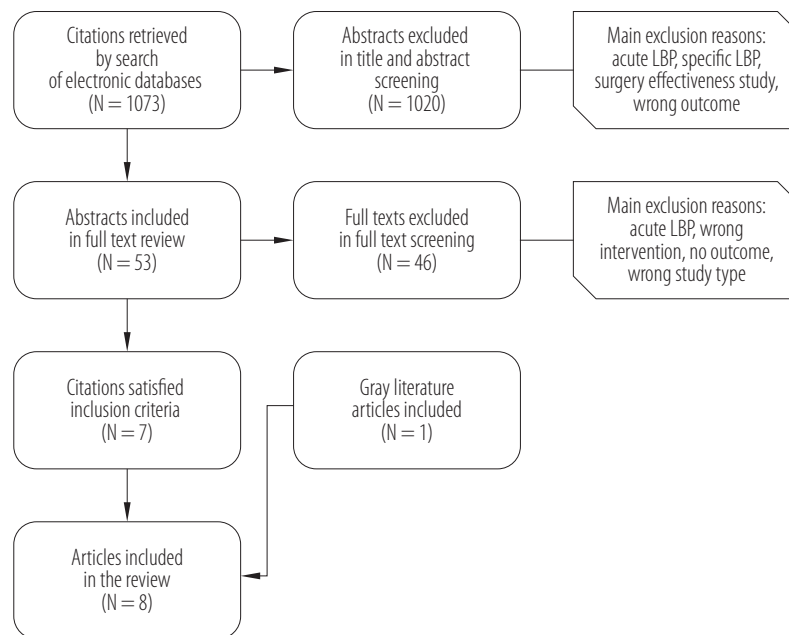 Citations retrieved
by search
of electronic databases
(N = 1073)
Abstracts excluded
in title and abstract
screening
(N = 1020)
Main exclusion reasons:
acute LBP, specific LBP,
surgery effectiveness study,
wrong outcome
Abstracts included
in full text review
(N = 53)
Full texts excluded
in full text screening
(N = 46)
Main exclusion reasons:
acute LBP, wrong
intervention, no outcome,
wrong study type
Citations satisfied
inclusion criteria
(N = 7)
Gray literature
articles included
(N = 1)
Articles included
in the review
(N = 8)